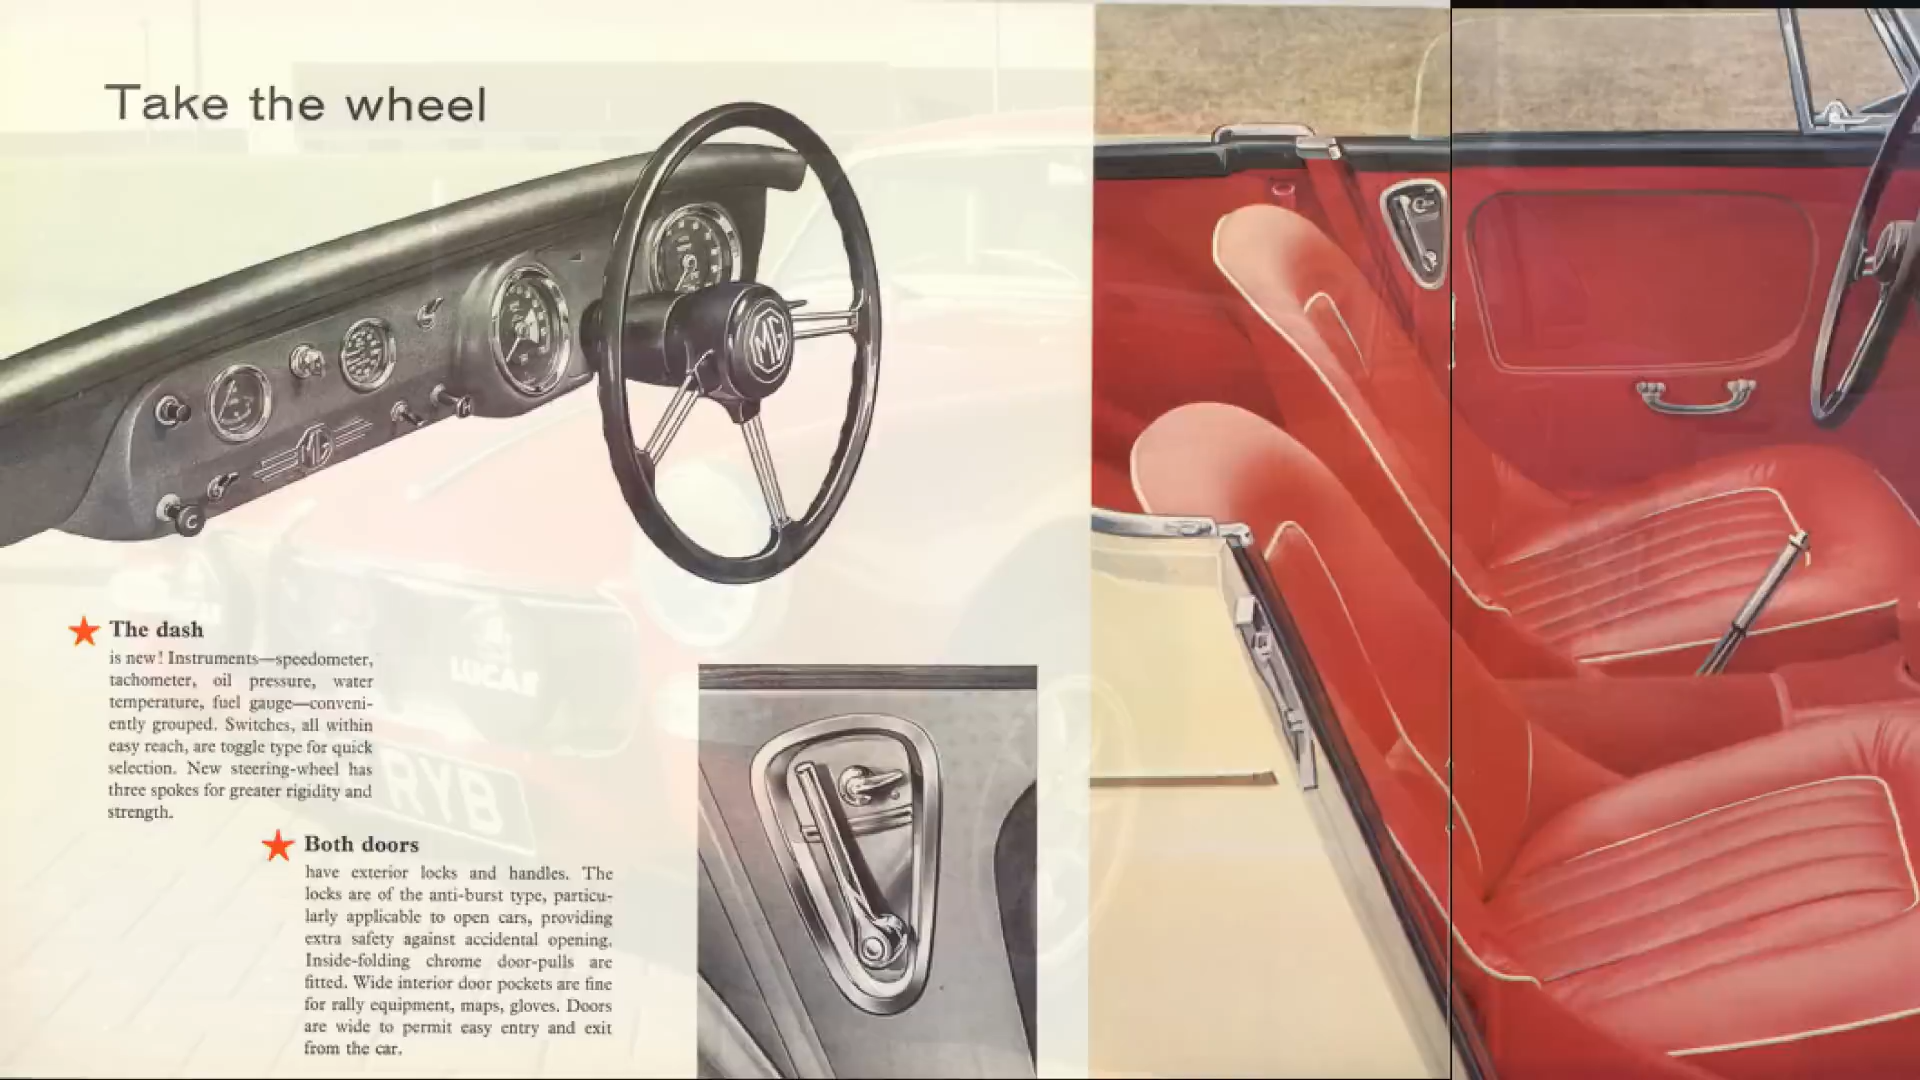 Take the wheel
MG
MG
C
The dash
is new! Instruments—speedometer,
tachometer, oil pressure, water
temperature, fuel gauge—conveni-
ently grouped. Switches, all within
easy reach, are toggle type for quick
selection. New steering-wheel has
three spokes for greater rigidity and
strength.
LUCAS
RYB
Both doors
have exterior locks and handles. The
locks are of the anti-burst type, particu-
larly applicable to open cars, providing
extra safety against accidental opening.
Inside-folding chrome door-pulls are
fitted. Wide interior door pockets are fine
for rally equipment, maps, gloves. Doors
are wide to permit easy entry and exit
from the car.